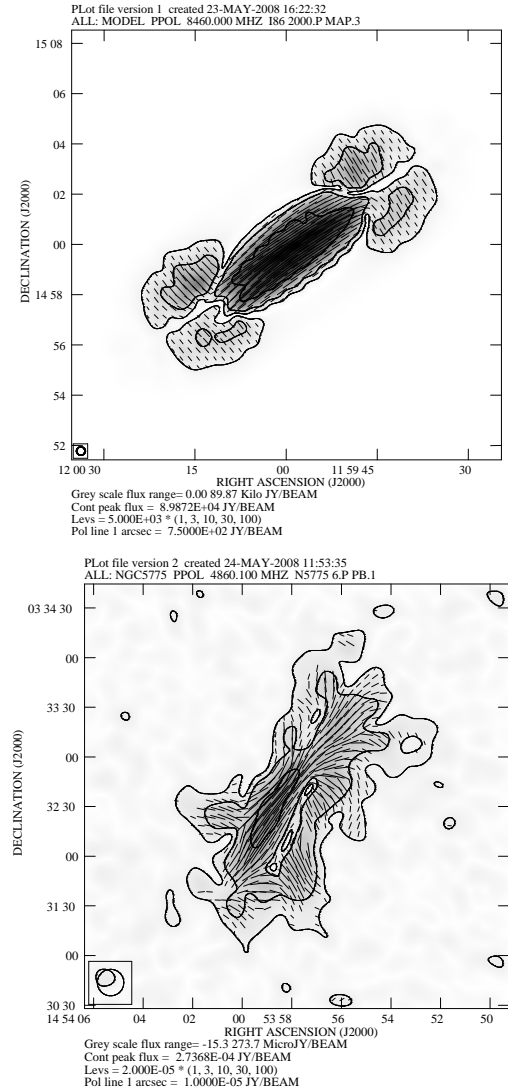 PLot file version 1 created 23-MAY-2008 16:22:32
ALL: MODEL PPOL 8460.000 MHZ I86 2000.P MAP.3
15 08
06
04
02
00
14 58
56
54
52
DECLINATION (J2000)
12 00 30 15 00 11 59 45 30
RIGHT ASCENSION (J2000)
Grey scale flux range= 0.00 89.87 Kilo JY/BEAM
Cont peak flux = 8.9872E+04 JY/BEAM
Levs = 5.000E+03 * (1, 3, 10, 30, 100)
Pol line 1 arcsec = 7.5000E+02 JY/BEAM
PLot file version 2 created 24-MAY-2008 11:53:35
ALL: NGC5775 PPOL 4860.100 MHZ N5775 6.P PB.1
03 34 30
00
33 30
00
32 30
00
31 30
00
30 30
DECLINATION (J2000)
14 54 06 04 02 00 53 58 56 54 52 50
RIGHT ASCENSION (J2000)
Grey scale flux range= -15.3 273.7 MicroJY/BEAM
Cont peak flux = 2.7368E-04 JY/BEAM
Levs = 2.000E-05 * (1, 3, 10, 30, 100)
Pol line 1 arcsec = 1.0000E-05 JY/BEAM